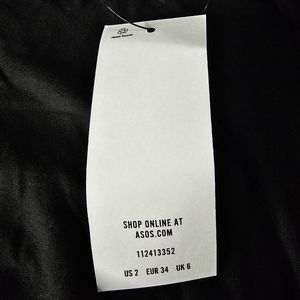 SHOP ONLINE AT
ASOS.COM
112413352
US 2 EUR 34 UK 6